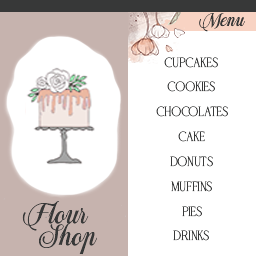 Flour
Shop
Menu
CUPCAKES
COOKIES
CHOCOLATES
CAKE
DONUTS
MUFFINS
PIES
DRINKS